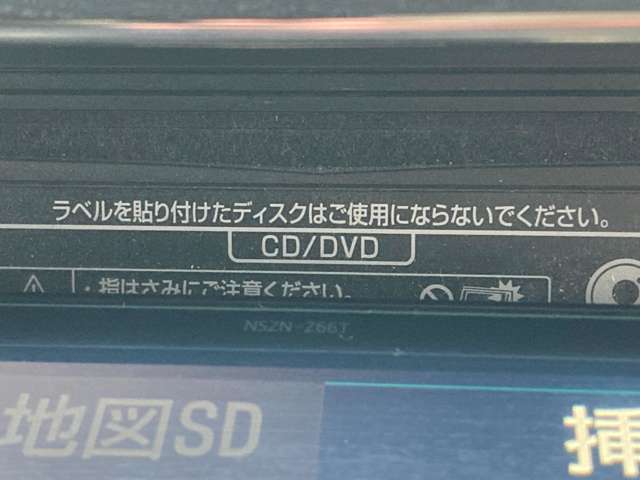 ラベルを貼り付けたディスクはご使用にならないでください。
CD/DVD
・指はさみにご注意ください。
NSZN-Z66T
地図SD
挿